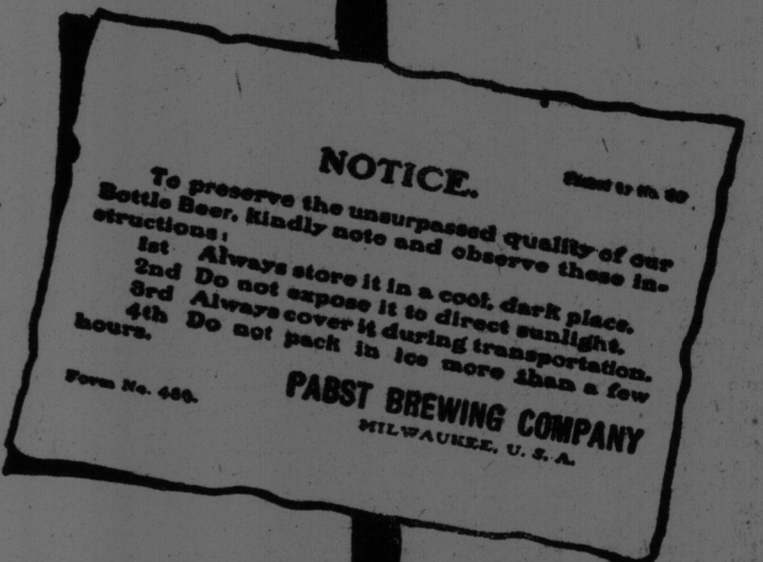 NOTICE.
To preserve the unsurpassed quality of our
Bottle Beer, kindly note and observe these in-
structions:
1st Always store it in a cool, dark place.
2nd Do not expose it to direct sunlight.
3rd Always cover it during transportation.
4th Do not pack in ice more than a few
hours.
Form No. 460.
PABST BREWING COMPANY
MILWAUKEE, U. S. A.